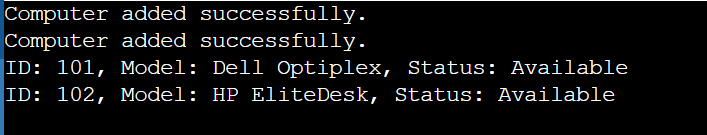 Computer added successfully.
Computer added successfully.
ID: 101, Model: Dell Optiplex, Status: Available
ID: 102, Model: HP EliteDesk, Status: Available